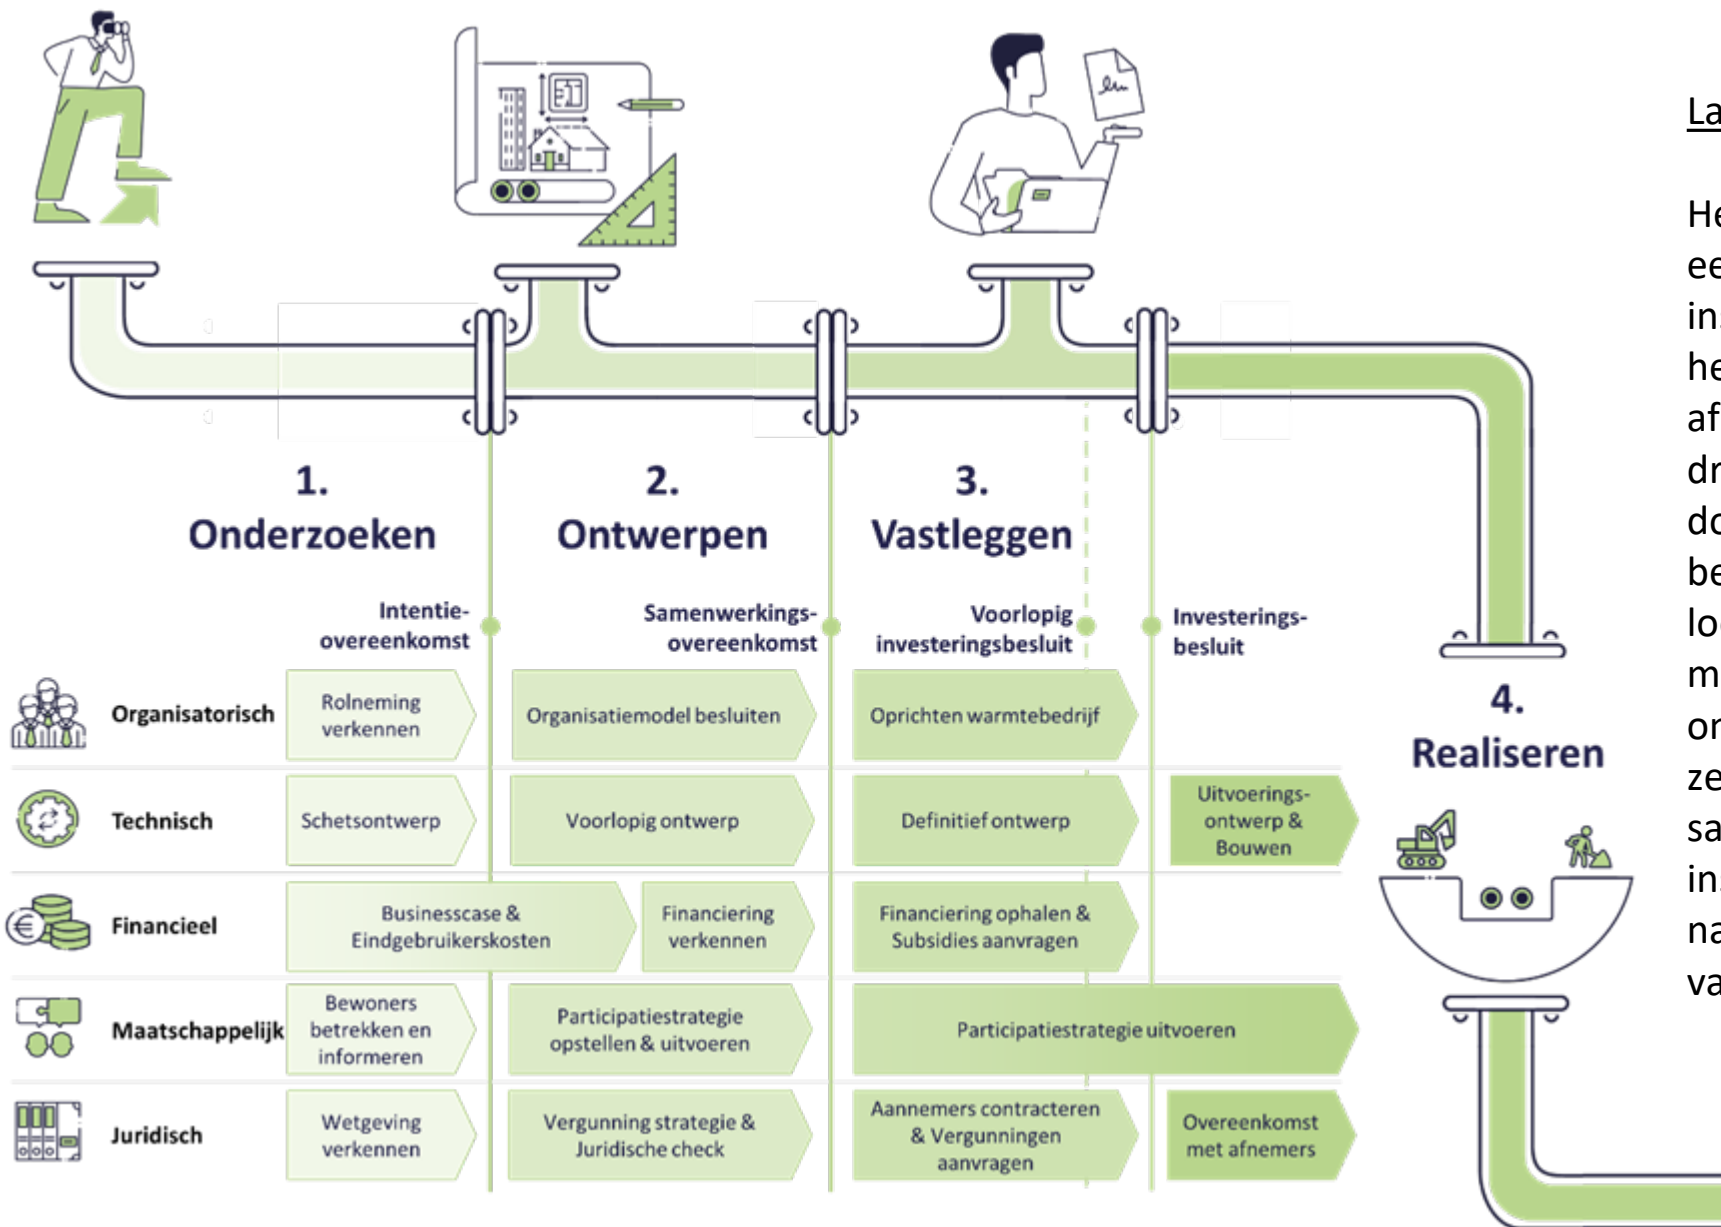 1.
Onderzoeken
2.
Ontwerpen
3.
Vastleggen
Intentie-
overeenkomst
Samenwerkings-
overeenkomst
Voorlopig
investeringsbesluit
Investerings-
besluit
4.
Realiseren
Organisatorisch
Rolneming
verkennen
Organisatiemodel besluiten
Oprichten warmtebedrijf
Technisch
Schetsontwerp
Voorlopig ontwerp
Definitief ontwerp
Uitvoerings-
ontwerp &
Bouwen
Financieel
Businesscase &
Eindgebruikerskosten
Financiering
verkennen
Financiering ophalen &
Subsidies aanvragen
Maatschappelijk
Bewoners
betrekken en
informeren
Participatiestrategie
opstellen & uitvoeren
Participatiestrategie uitvoeren
Juridisch
Wetgeving
verkennen
Vergunning strategie &
Juridische check
Aannemers contracteren
& Vergunningen
aanvragen
Overeenkomst
met afnemers